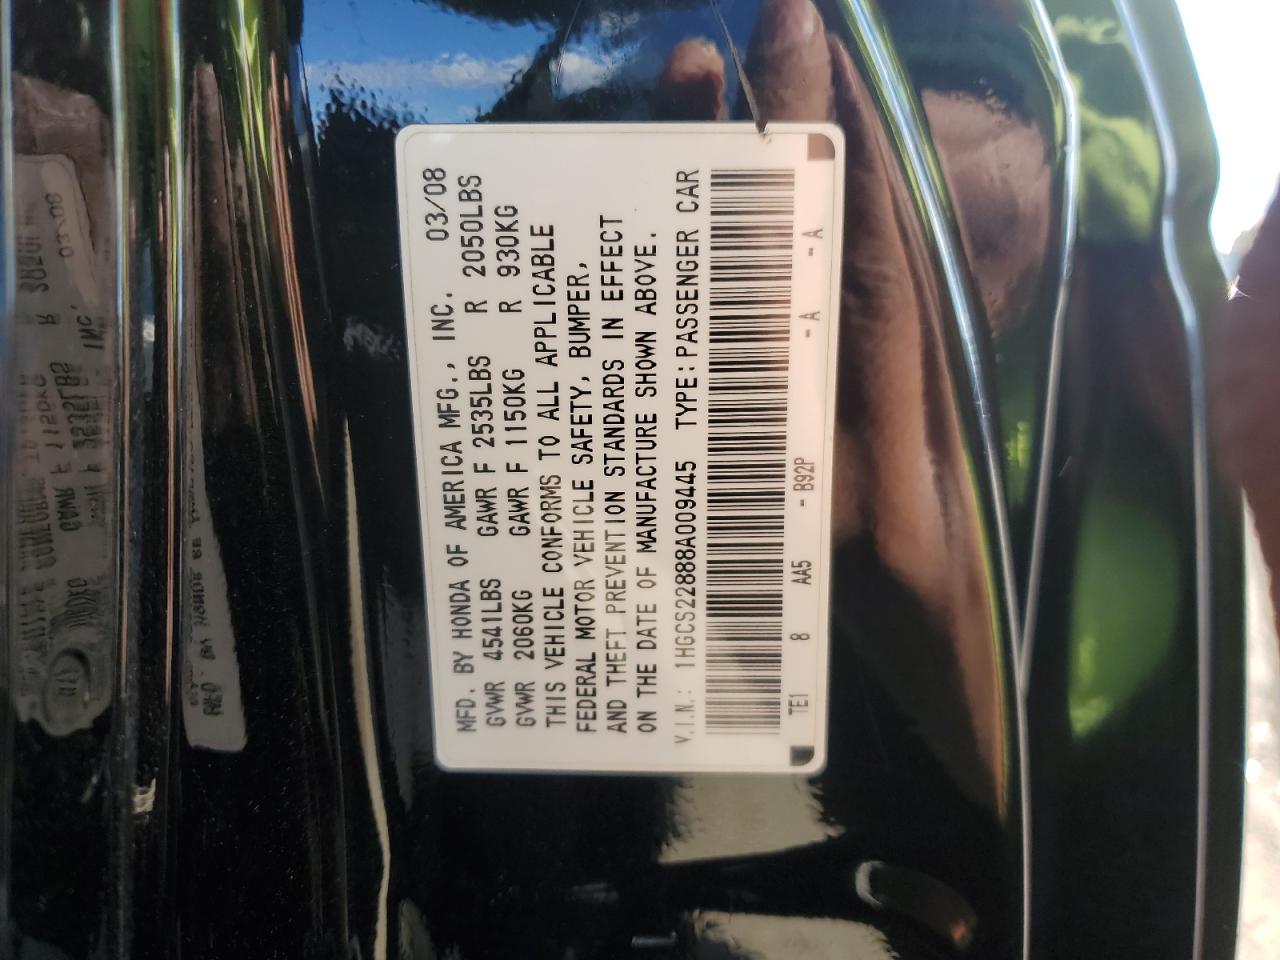 MFD. BY HONDA OF AMERICA MFG., INC. 03/08
GVWR 4541LBS GAWR F 2535LBS R 2050LBS
GVWR 2060KG GAWR F 1150KG R 930KG
THIS VEHICLE CONFORMS TO ALL APPLICABLE
FEDERAL MOTOR VEHICLE SAFETY, BUMPER,
AND THEFT PREVENTION STANDARDS IN EFFECT
ON THE DATE OF MANUFACTURE SHOWN ABOVE.
V.I.N.: 1HGCS22888A009445 TYPE:PASSENGER CAR
TE1 8 AA5 - B92P - A - A